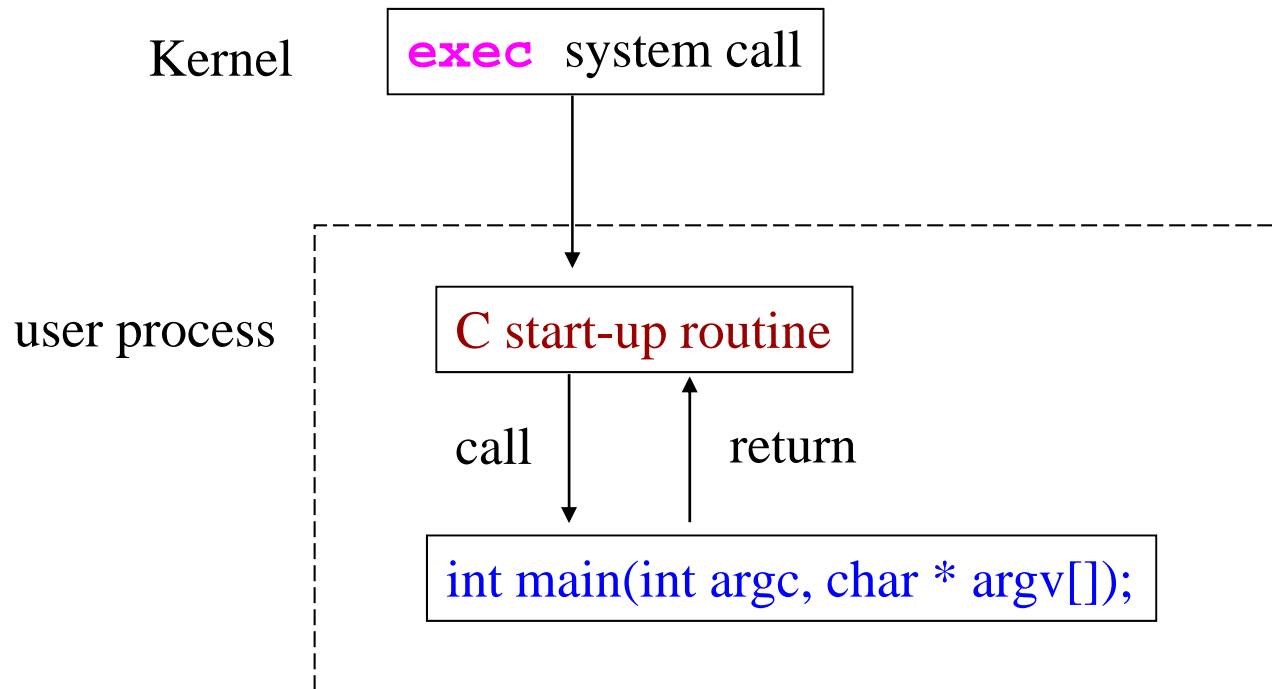 Kernel
exec system call
user process
C start-up routine
call
return
int main(int argc, char * argv[]);